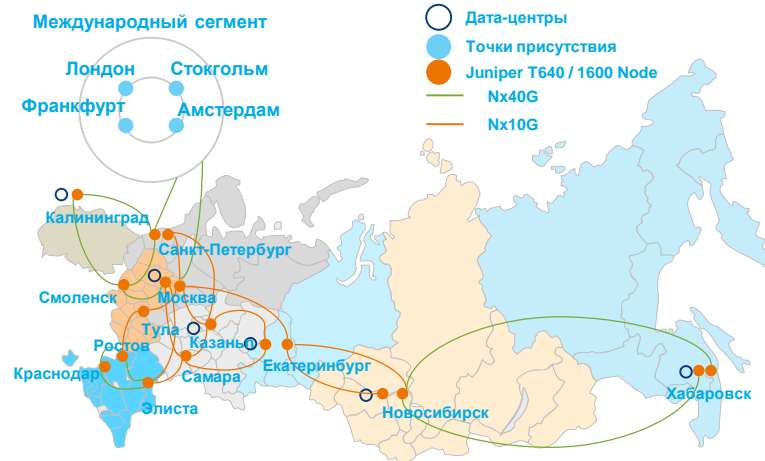 Международный сегмент
Лондон
Стокгольм
Франкфурт
Амстердам
Дата-центры
Точки присутствия
Juniper T640 / 1600 Node
Nx40G
Nx10G
Калининград
Санкт-Петербург
Смоленск
Москва
Тула
Казань
Ростов
Екатеринбург
Краснодар
Самара
Элиста
Новосибирск
Хабаровск